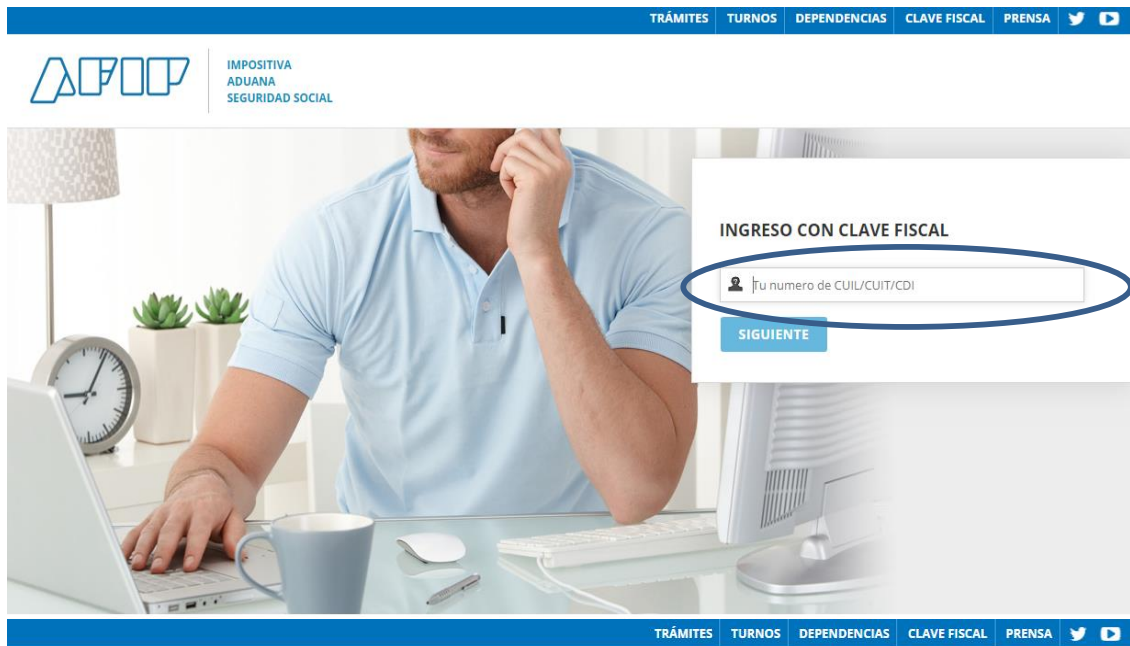 TRÁMITES TURNOS DEPENDENCIAS CLAVE FISCAL PRENSA
AFIP
IMPOSITIVA
ADUANA
SEGURIDAD SOCIAL
INGRESO CON CLAVE FISCAL
Tu numero de CUIL/CUIT/CDI
SIGUIENTE
TRÁMITES TURNOS DEPENDENCIAS CLAVE FISCAL PRENSA